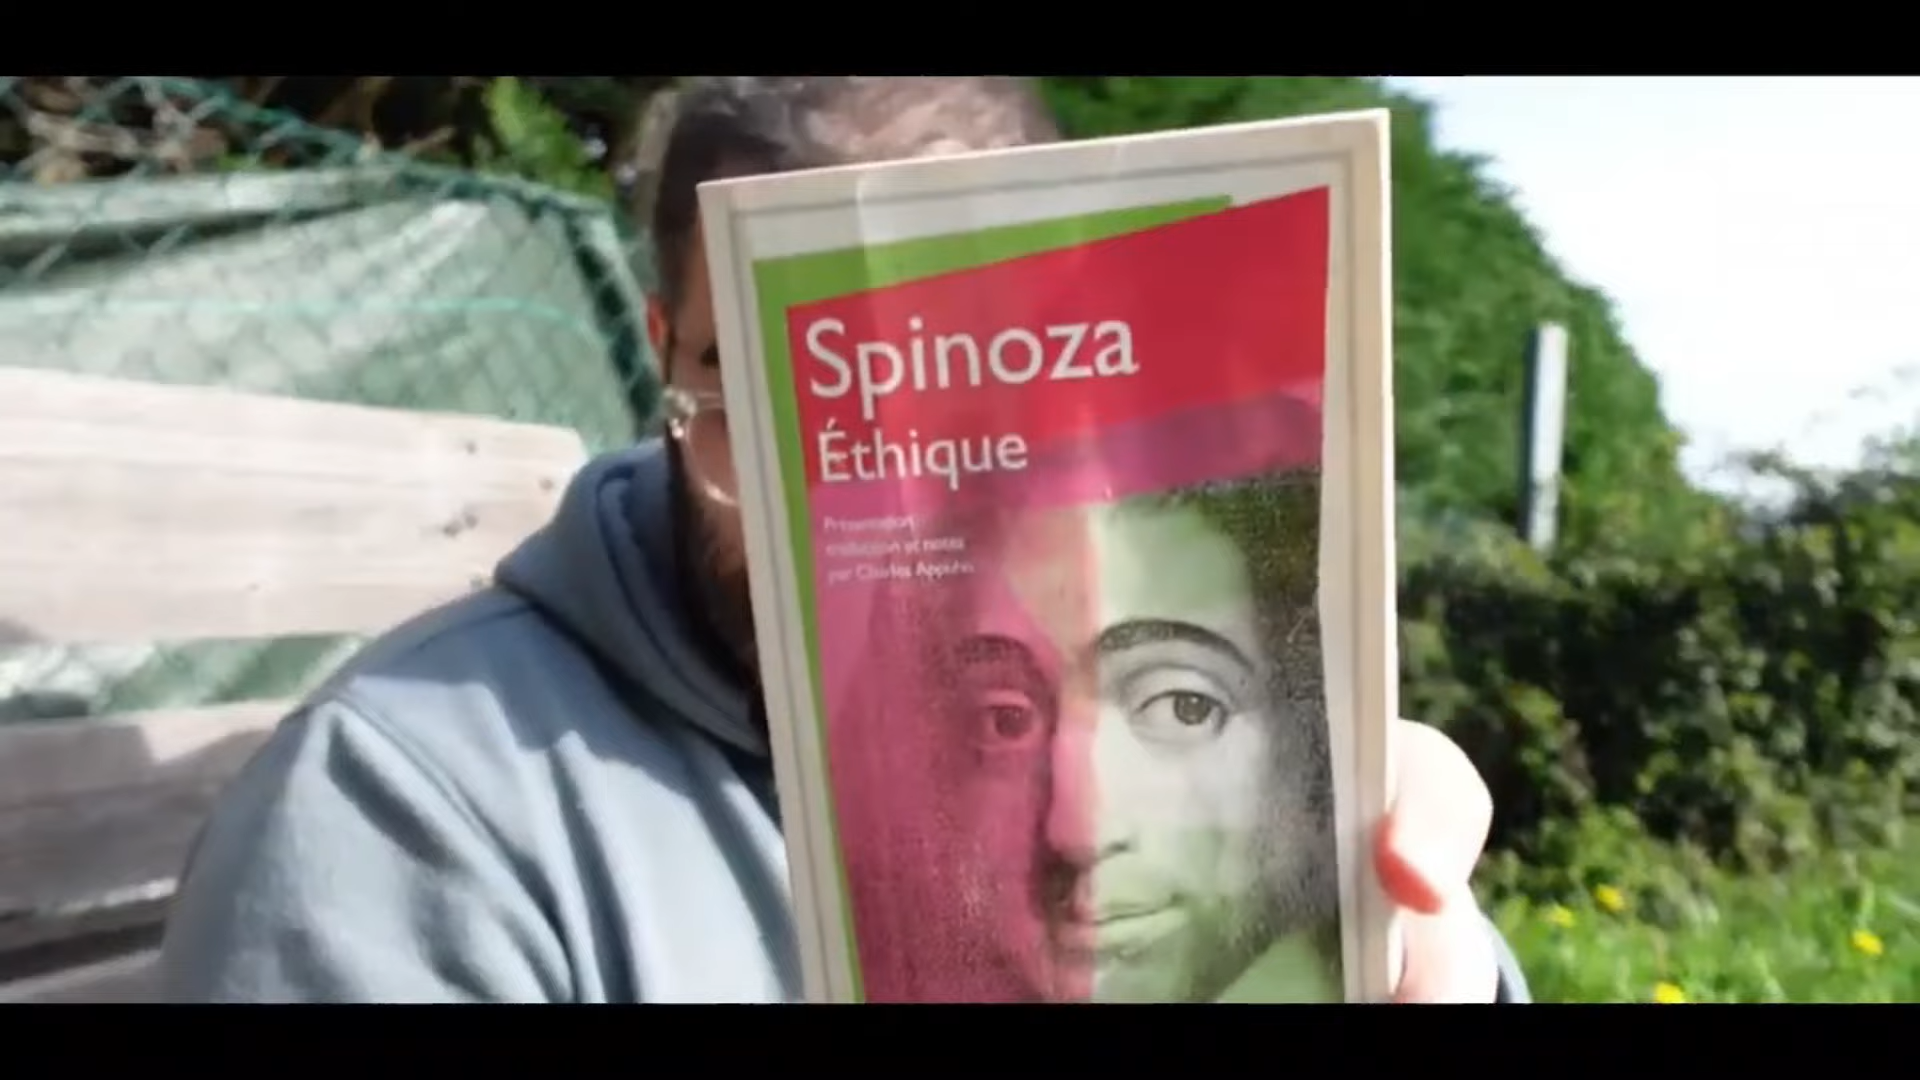 Spinoza
Éthique
Présentation
traduction et notes
par Charles Appuhn